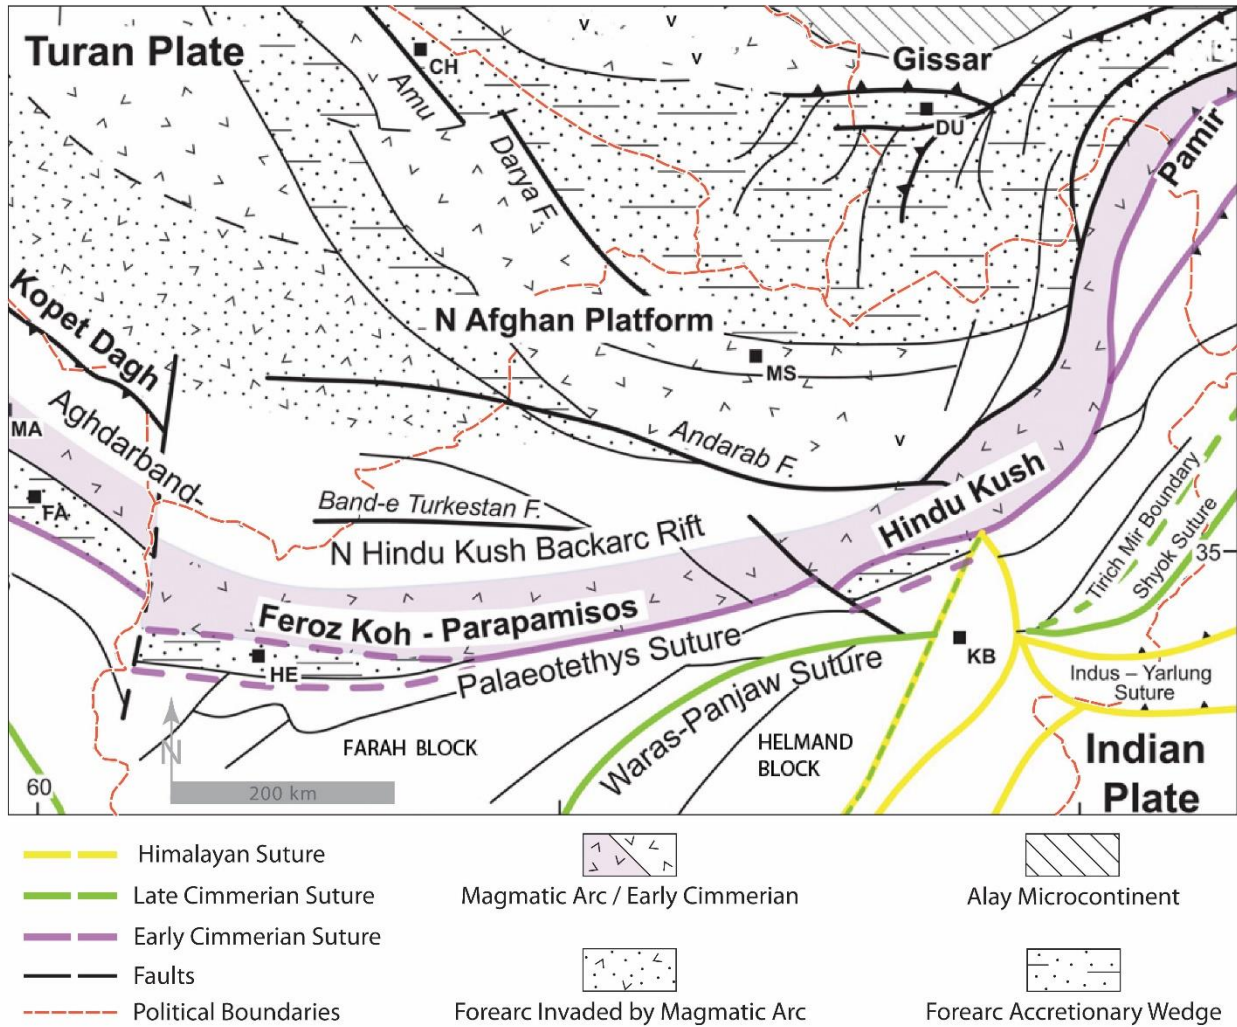 Turan Plate
CH
Amu
Darya F.
Gissar
DU
Pamir
Kopet Dagh
N Afghan Platform
MS
MA
Aghdarband-
FA
Andarab F.
Band-e Turkestan F.
N Hindu Kush Backarc Rift
Hindu Kush
Tirich Mir Boundary
Shyok Suture
35
Feroz Koh - Parapamisos
HE
Palaeotethys Suture
Waras-Panjaw Suture
KB
Indus – Yarlung
Suture
N
FARAH BLOCK
HELMAND
BLOCK
Indian
Plate
60
200 km
Himalayan Suture
Late Cimmerian Suture
Early Cimmerian Suture
Faults
Political Boundaries
Magmatic Arc / Early Cimmerian
Forearc Invaded by Magmatic Arc
Alay Microcontinent
Forearc Accretionary Wedge